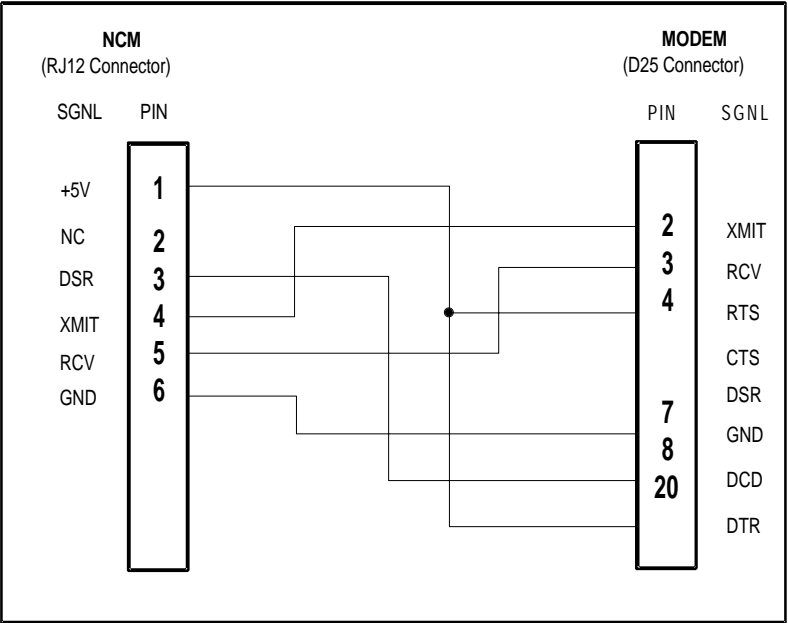 NCM
(RJ12 Connector)
MODEM
(D25 Connector)
SGNL PIN
PIN SGNL
+5V 1
NC 2
DSR 3
XMIT 4
RCV 5
GND 6
2 XMIT
3 RCV
4 RTS
CTS
DSR
7 GND
8 DCD
20 DTR